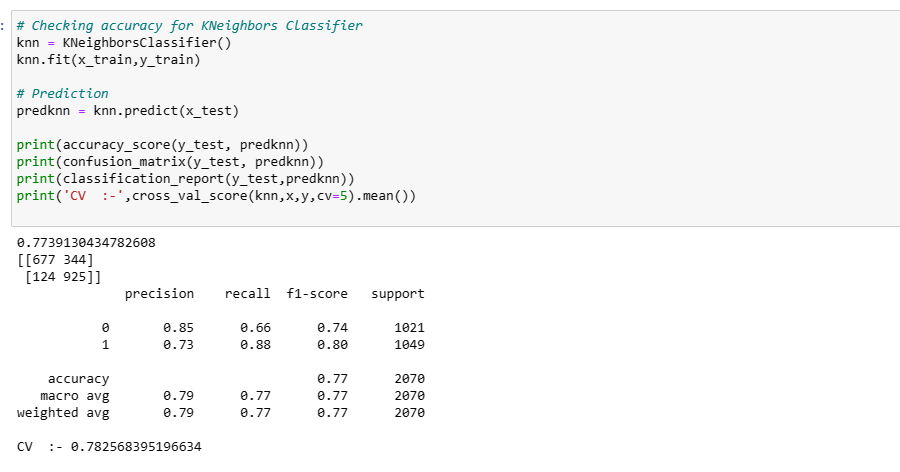 :
# Checking accuracy for KNeighbors Classifier
knn = KNeighborsClassifier()
knn.fit(x_train,y_train)
# Prediction
predknn = knn.predict(x_test)
print(accuracy_score(y_test, predknn))
print(confusion_matrix(y_test, predknn))
print(classification_report(y_test,predknn))
print('CV  :-',cross_val_score(knn,x,y,cv=5).mean())
0.7739130434782608
[[677 344]
 [124 925]]
              precision    recall  f1-score   support
           0       0.85      0.66      0.74      1021
           1       0.73      0.88      0.80      1049
    accuracy                           0.77      2070
   macro avg       0.79      0.77      0.77      2070
weighted avg       0.79      0.77      0.77      2070
CV  :- 0.782568395196634